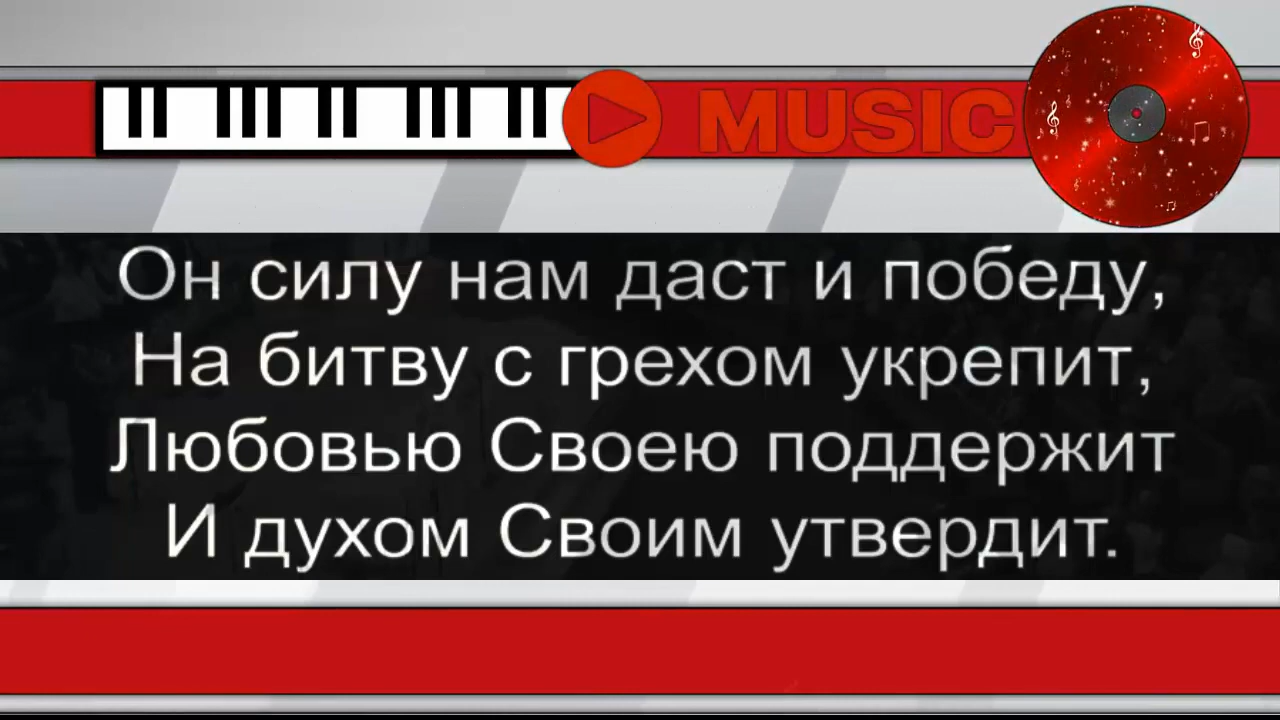 MUSIC
Он силу нам даст и победу,
На битву с грехом укрепит,
Любовью Своею поддержит
И духом Своим утвердит.